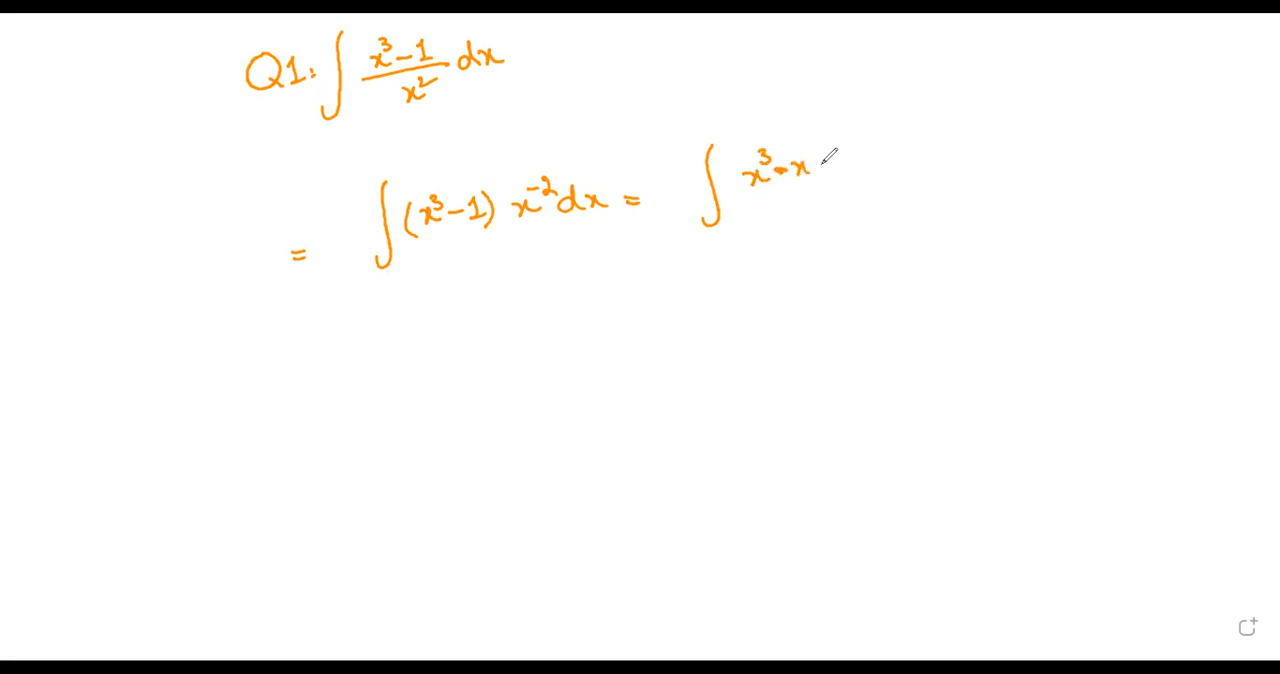 Q1: ∫ (x³ − 1)/x² dx
= ∫ (x³ − 1) x⁻² dx = ∫ x³ · x